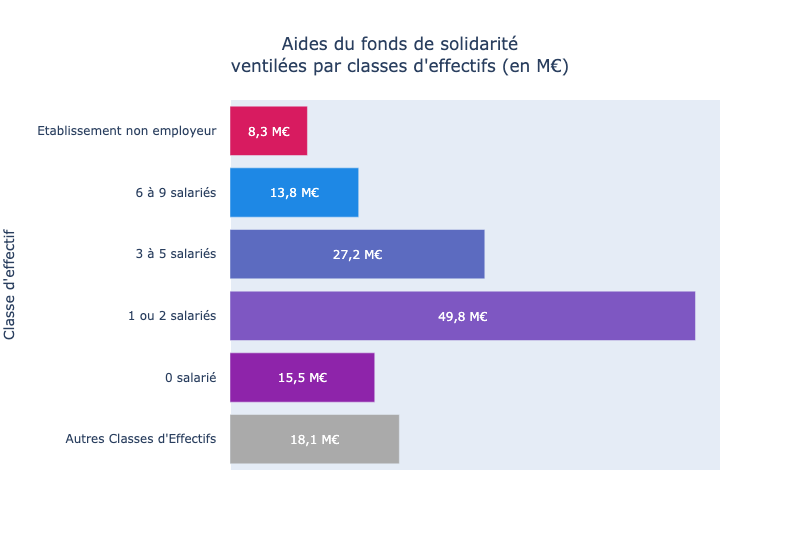 Aides du fonds de solidarité
ventilées par classes d'effectifs (en M€)
Classe d'effectif
Etablissement non employeur
8,3 M€
6 à 9 salariés
13,8 M€
3 à 5 salariés
27,2 M€
1 ou 2 salariés
49,8 M€
0 salarié
15,5 M€
Autres Classes d'Effectifs
18,1 M€